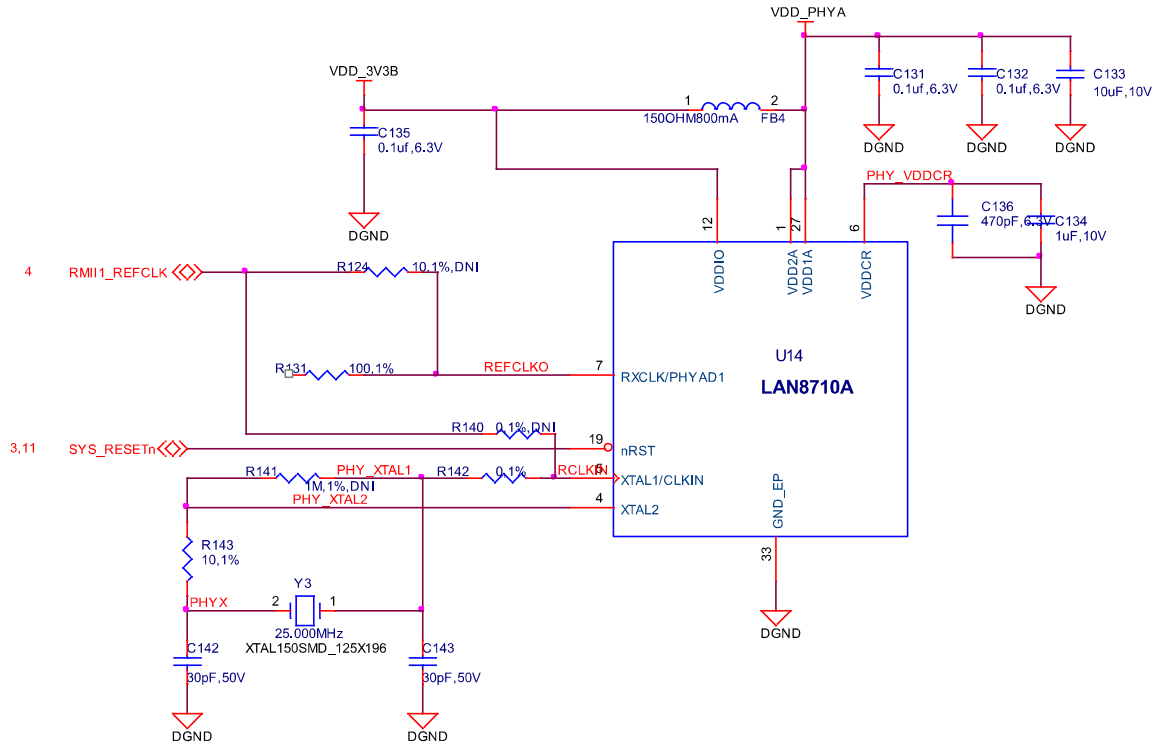 VDD_PHYA
VDD_3V3B
C131
0.1uf,6.3V
C132
0.1uf,6.3V
C133
10uF,10V
1
2
150OHM800mA
FB4
C135
0.1uf,6.3V
DGND
DGND
DGND
PHY_VDDCR
C136
470pF,6.3V
C134
1uF,10V
DGND
12
1
27
6
DGND
VDDIO
VDD2A
VDD1A
VDDCR
4
RMII1_REFCLK
R124
10,1%,DNI
U14
LAN8710A
R131
100,1%
REFCLKO
7
RXCLK/PHYAD1
R140
0,1%,DNI
3,11
SYS_RESETn
19
nRST
R141
1M,1%,DNI
PHY_XTAL1
R142
0,1%
RCLKIN
5
XTAL1/CLKIN
PHY_XTAL2
4
XTAL2
GND_EP
33
R143
10,1%
PHYX
Y3
2
1
25.000MHz
XTAL150SMD_125X196
DGND
C142
30pF,50V
C143
30pF,50V
DGND
DGND